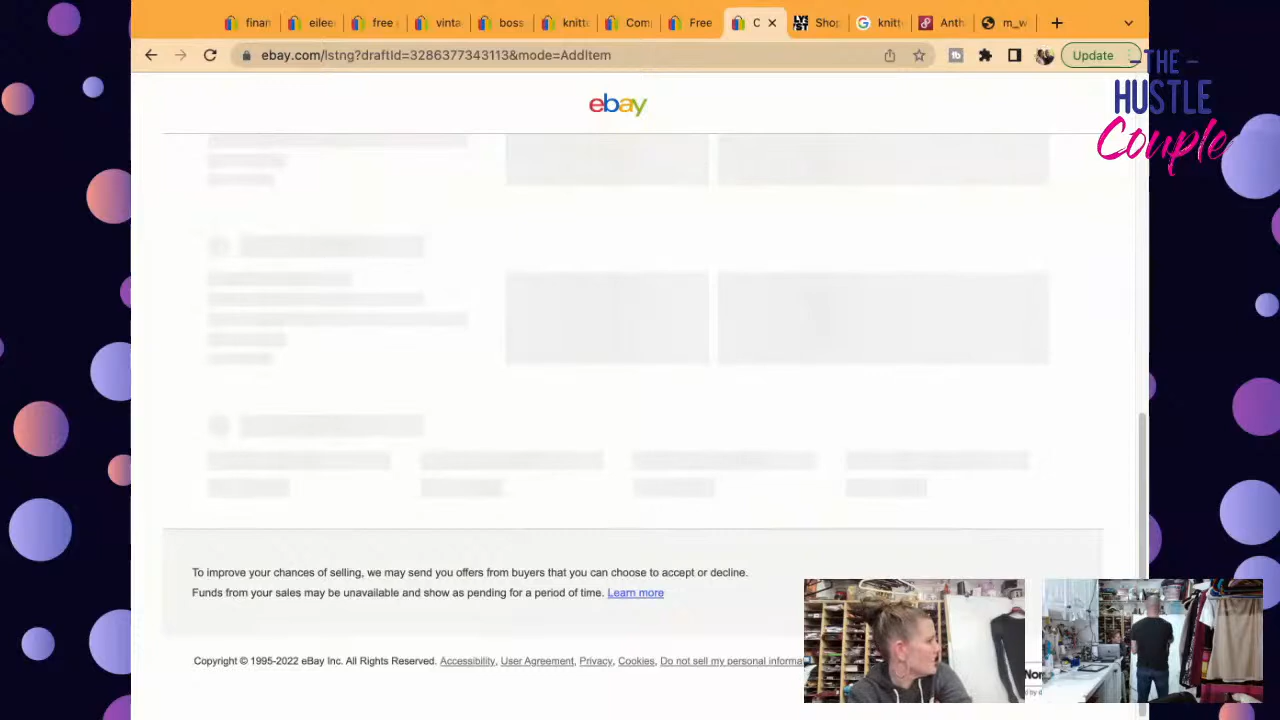 finan
eilee
free
vinta
boss
knitte
Com
Free
C
LYST
Shop
knitt
Anth
m_w
ebay.com/lstng?draftId=3286377343113&mode=AddItem
Update
THE
HUSTLE
Couple
ebay
To improve your chances of selling, we may send you offers from buyers that you can choose to accept or decline.
Funds from your sales may be unavailable and show as pending for a period of time. Learn more
Copyright © 1995-2022 eBay Inc. All Rights Reserved. Accessibility, User Agreement, Privacy, Cookies, Do not sell my personal informa